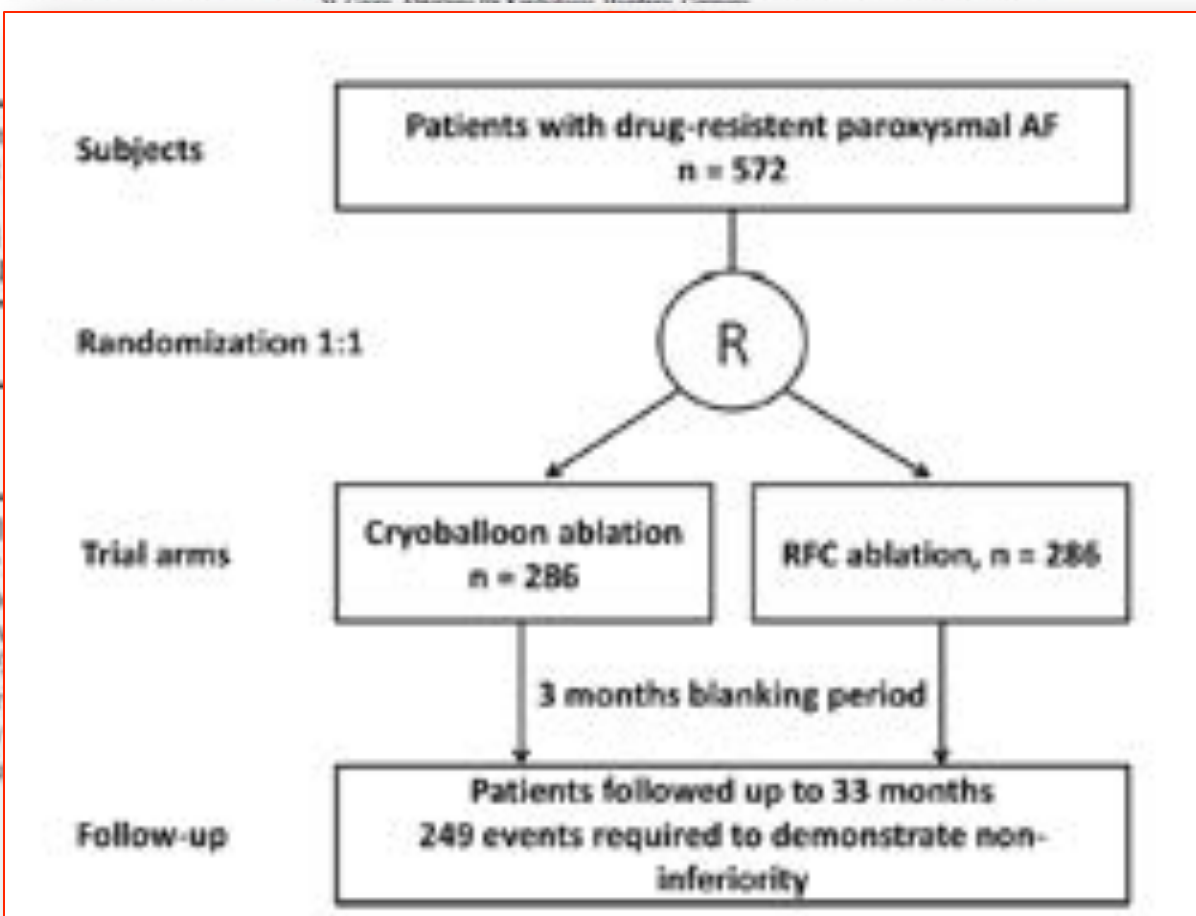 Subjects
Patients with drug-resistent paroxysmal AF
n = 572
Randomization 1:1
R
Trial arms
Cryoballoon ablation
n = 286
RFC ablation, n = 286
3 months blanking period
Follow-up
Patients followed up to 33 months
249 events required to demonstrate non-
inferiority